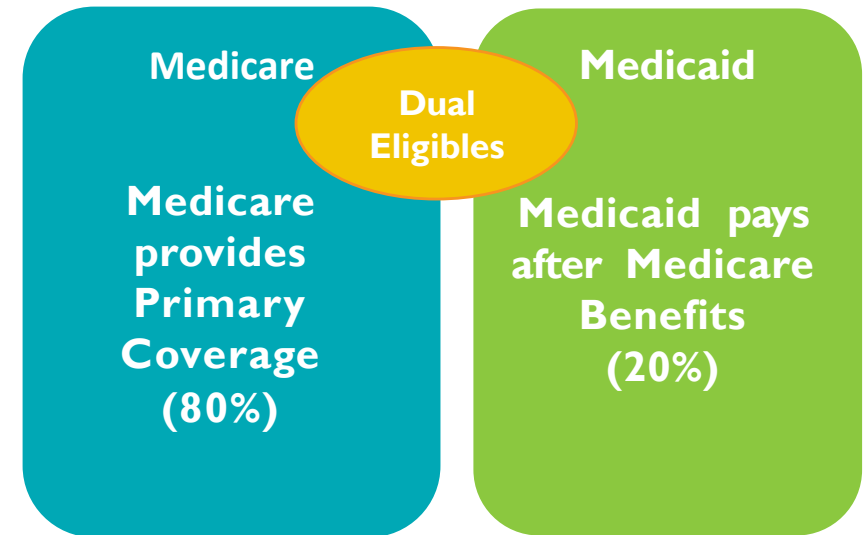 Medicare
Dual
Eligibles
Medicaid
Medicare
provides
Primary
Coverage
(80%)
Medicaid pays
after Medicare
Benefits
(20%)